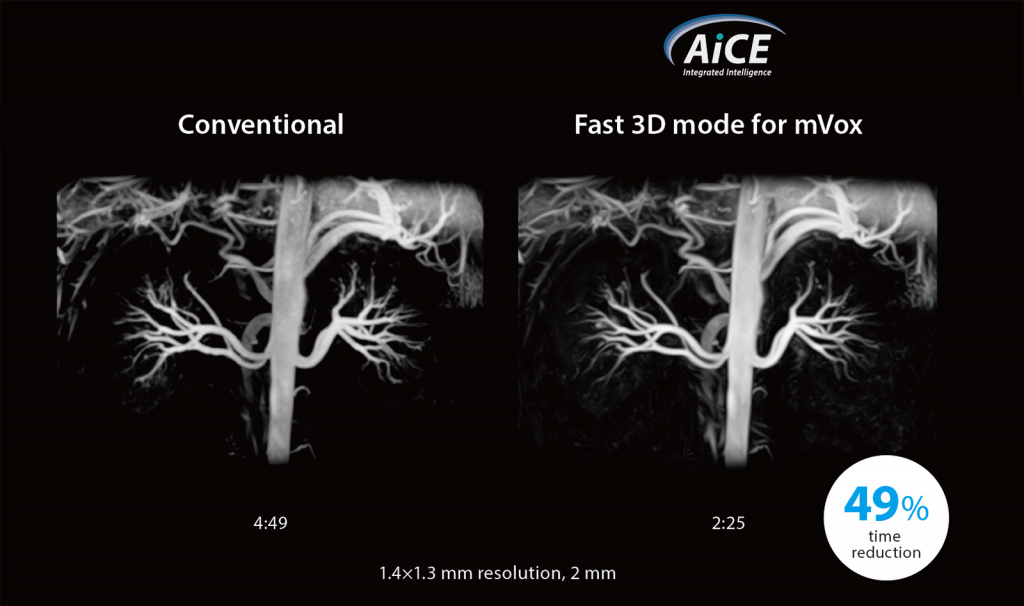 AiCE
Integrated Intelligence
Conventional
Fast 3D mode for mVox
4:49
2:25
49%
time
reduction
1.4×1.3 mm resolution, 2 mm